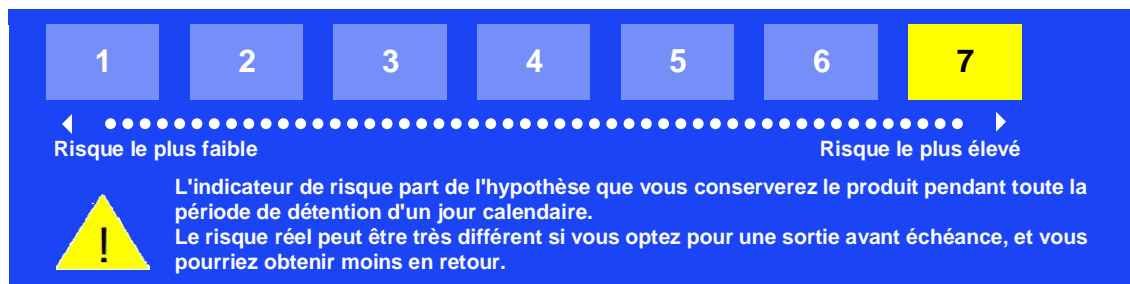 1 2 3 4 5 6 7
Risque le plus faible Risque le plus élevé
L'indicateur de risque part de l'hypothèse que vous conserverez le produit pendant toute la
période de détention d'un jour calendaire.
Le risque réel peut être très différent si vous optez pour une sortie avant échéance, et vous
pourriez obtenir moins en retour.
!